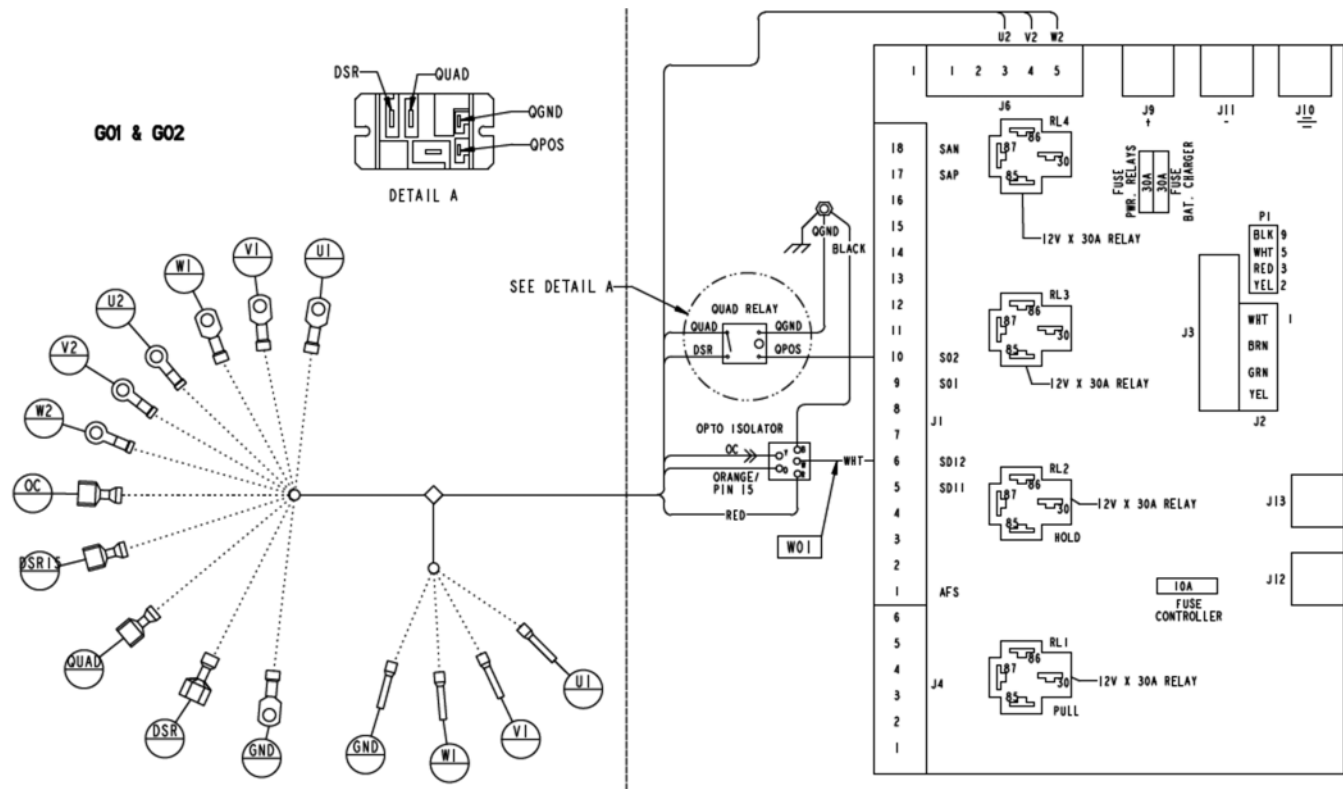 U2 V2 W2
1 1 2 3 4 5
J6
J9
+
J11
-
J10
DSR
QUAD
QGND
QPOS
DETAIL A
G01 & G02
18 SAN
17 SAP
16
15
14
13
12
11
10 S02
9 S01
8
7
6 SD12
5 SD11
4
3
2
1 AFS
J1
6
5
4
3
2
1
J4
RL4
86
87
30
85
12V X 30A RELAY
FUSE
PWR. RELAYS
30A
30A
FUSE
BAT. CHARGER
P1
BLK 9
WHT 5
RED 3
YEL 2
J3
WHT 1
BRN
GRN
YEL
J2
RL3
86
87
30
85
12V X 30A RELAY
RL2
86
87
30
85
12V X 30A RELAY
HOLD
J13
J12
10A
FUSE
CONTROLLER
RL1
86
87
30
85
12V X 30A RELAY
PULL
QGND
BLACK
SEE DETAIL A
QUAD RELAY
QUAD
QGND
DSR
QPOS
OPTO ISOLATOR
OC
Y
B
O
W
R
WHT
ORANGE/
PIN 15
RED
W01
U1
V1
W1
U2
V2
W2
OC
DSR15
QUAD
DSR
GND
GND
W1
V1
U1